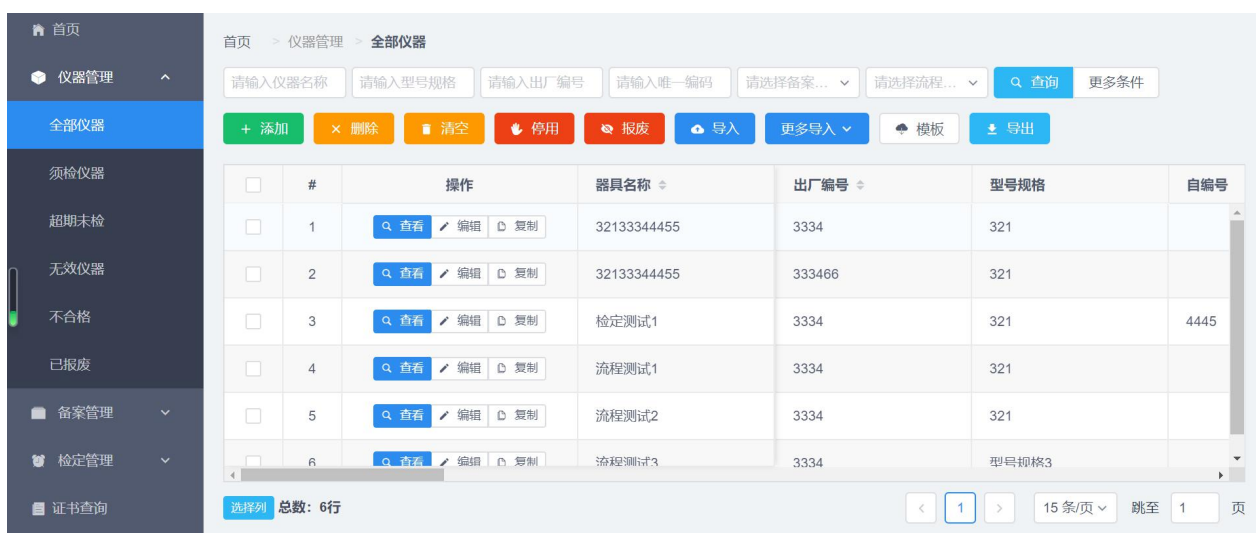 首页
仪器管理
全部仪器
须检仪器
超期未检
无效仪器
不合格
已报废
备案管理
检定管理
证书查询
首页 > 仪器管理 > 全部仪器
请输入仪器名称 请输入型号规格 请输入出厂编号 请输入唯一编码 请选择备案... 请选择流程... 查询 更多条件
+ 添加 × 删除 清空 停用 报废 导入 更多导入 模板 导出
# 操作 器具名称 出厂编号 型号规格 自编号
1 查看 编辑 复制 32133344455 3334 321
2 查看 编辑 复制 32133344455 333466 321
3 查看 编辑 复制 检定测试1 3334 321 4445
4 查看 编辑 复制 流程测试1 3334 321
5 查看 编辑 复制 流程测试2 3334 321
6 查看 编辑 复制 流程测试3 3334 型号规格3
选择列 总数: 6行 < 1 > 15 条/页 跳至 1 页